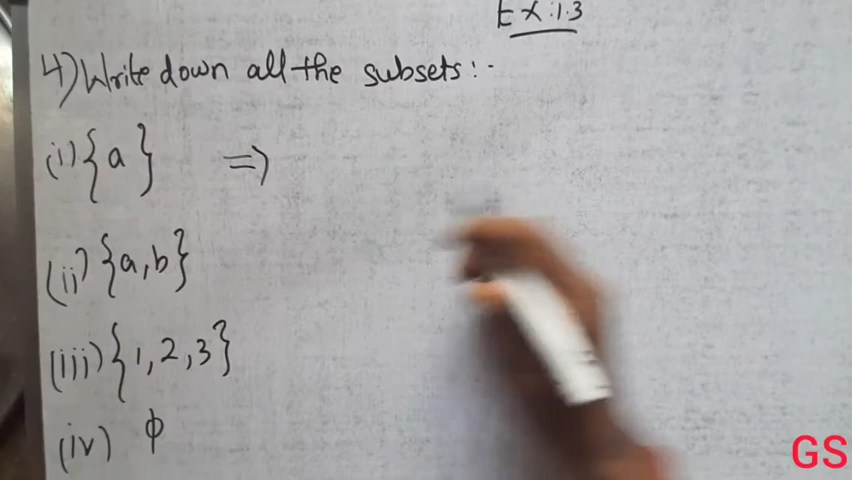 Ex:1.3
4) Write down all the subsets:-
(i) {a} ⇒
(ii) {a,b}
(iii) {1,2,3}
(iv) ϕ
GS